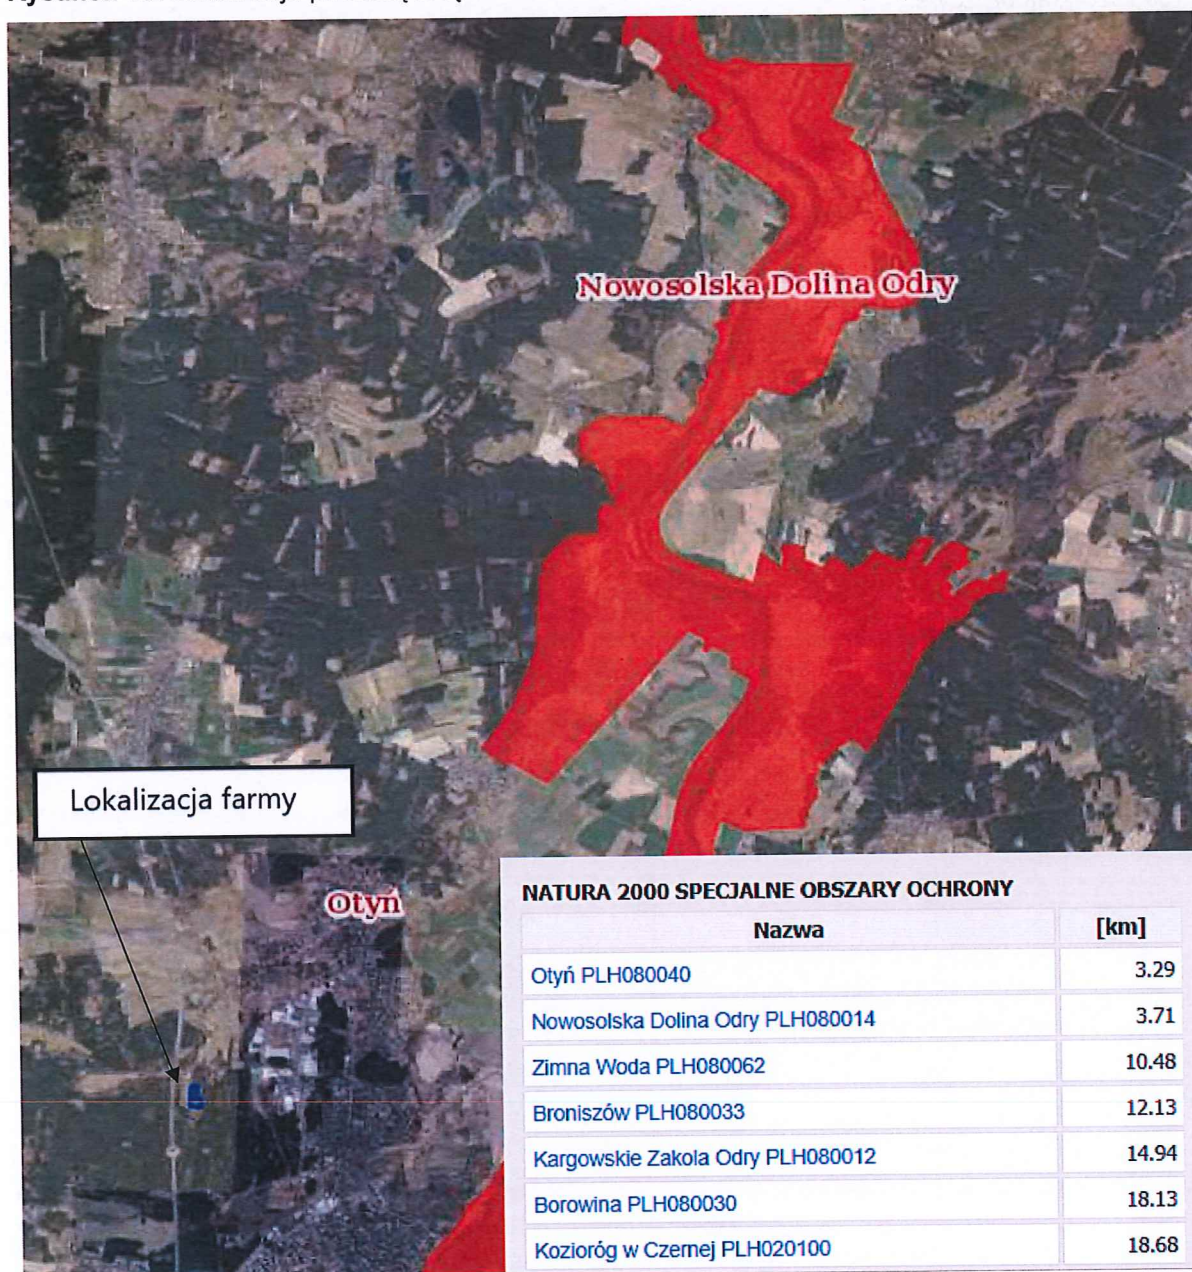 Nowosolska Dolina Odry
Lokalizacja farmy
Otyń
NATURA 2000 SPECJALNE OBSZARY OCHRONY
Nazwa [km]
Otyń PLH080040 3.29
Nowosolska Dolina Odry PLH080014 3.71
Zimna Woda PLH080062 10.48
Broniszów PLH080033 12.13
Kargowskie Zakola Odry PLH080012 14.94
Borowina PLH080030 18.13
Kozioróg w Czernej PLH020100 18.68